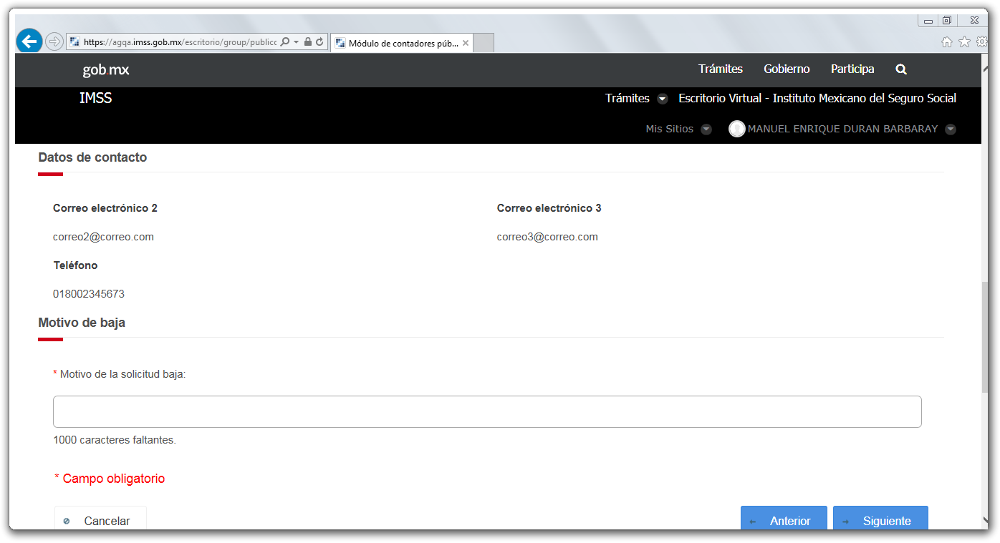 https://agqa.imss.gob.mx/escritorio/group/publico
Módulo de contadores púb...
gob.mx
Trámites Gobierno Participa
IMSS
Trámites Escritorio Virtual - Instituto Mexicano del Seguro Social
Mis Sitios MANUEL ENRIQUE DURAN BARBARAY
Datos de contacto
Correo electrónico 2 Correo electrónico 3
correo2@correo.com correo3@correo.com
Teléfono
018002345673
Motivo de baja
* Motivo de la solicitud baja:
1000 caracteres faltantes.
* Campo obligatorio
Cancelar Anterior Siguiente